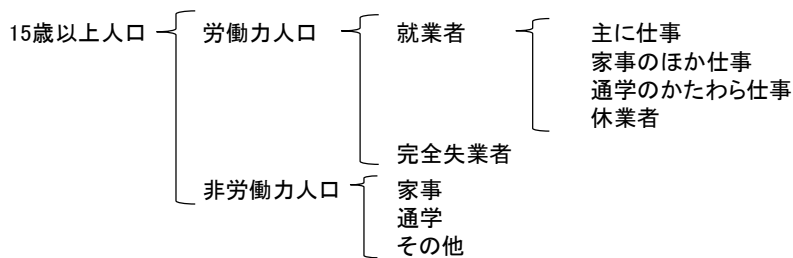 15歳以上人口 労働力人口 就業者 主に仕事
家事のほか仕事
通学のかたわら仕事
休業者
完全失業者
非労働力人口 家事
通学
その他